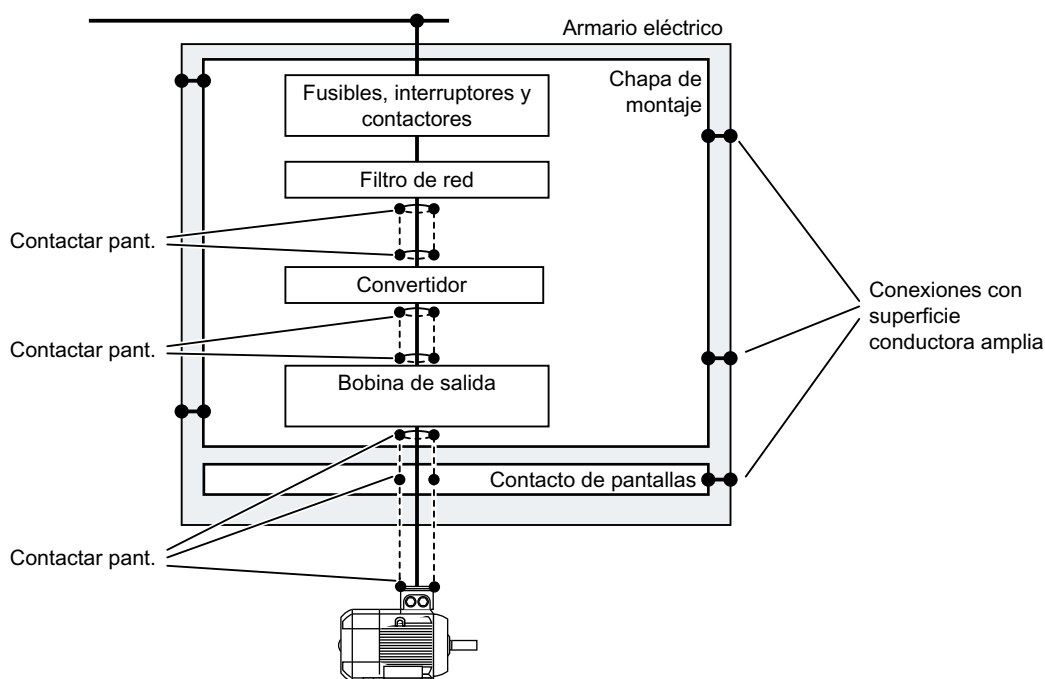 Armario eléctrico
Fusibles, interruptores y
contactores
Chapa de
montaje
Filtro de red
Contactar pant.
Convertidor
Conexiones con
superficie
conductora amplia
Contactar pant.
Bobina de salida
Contacto de pantallas
Contactar pant.